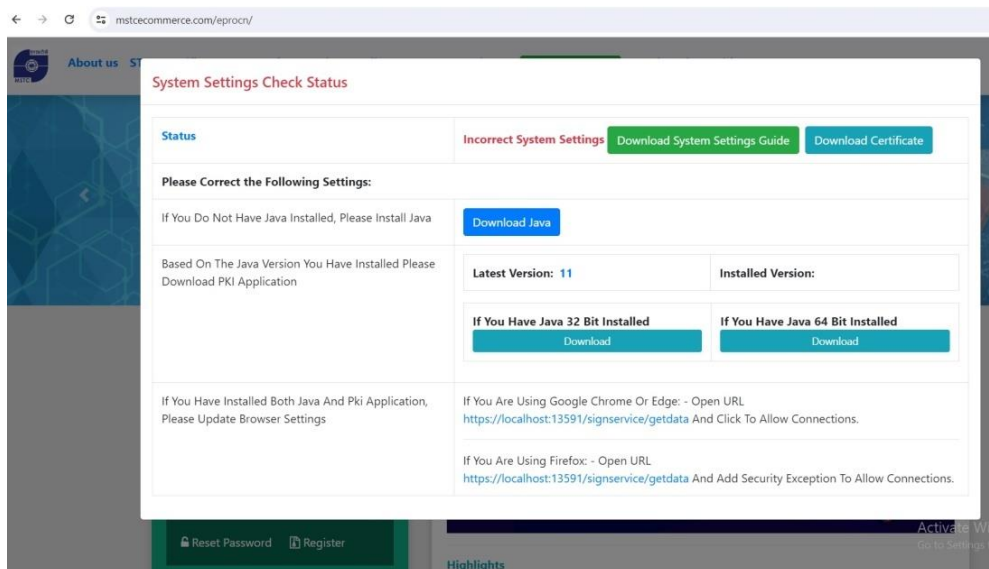 mstcecommerce.com/eprocn/
MSTC
About us
System Settings Check Status
Status
Incorrect System Settings
Download System Settings Guide
Download Certificate
Please Correct the Following Settings:
If You Do Not Have Java Installed, Please Install Java
Download Java
Based On The Java Version You Have Installed Please
Download PKI Application
Latest Version: 11
Installed Version:
If You Have Java 32 Bit Installed
Download
If You Have Java 64 Bit Installed
Download
If You Have Installed Both Java And Pki Application,
Please Update Browser Settings
If You Are Using Google Chrome Or Edge: - Open URL
https://localhost:13591/signservice/getdata And Click To Allow Connections.
If You Are Using Firefox: - Open URL
https://localhost:13591/signservice/getdata And Add Security Exception To Allow Connections.
Reset Password
Register
Highlights
Activate W
Go to Settings